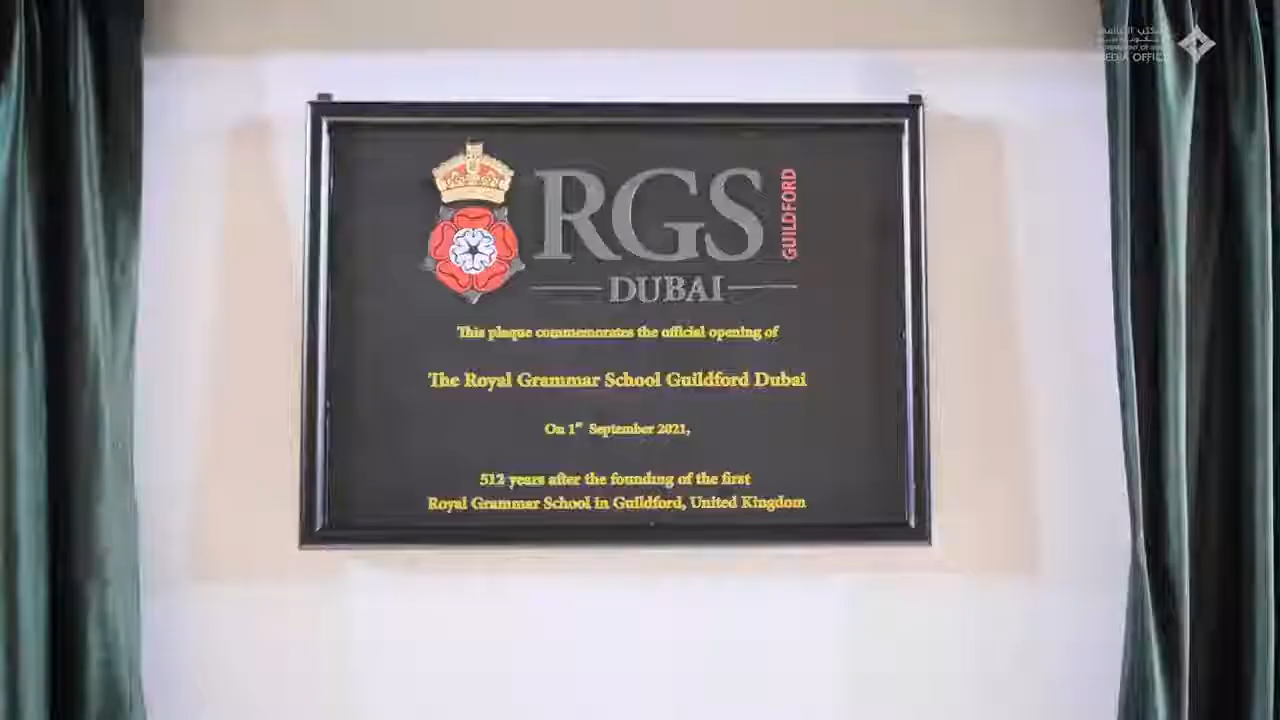 RGS
GUILDFORD
DUBAI
This plaque commemorates the official opening of
The Royal Grammar School Guildford Dubai
On 1st September 2021,
512 years after the founding of the first
Royal Grammar School in Guildford, United Kingdom
MEDIA OFFICE